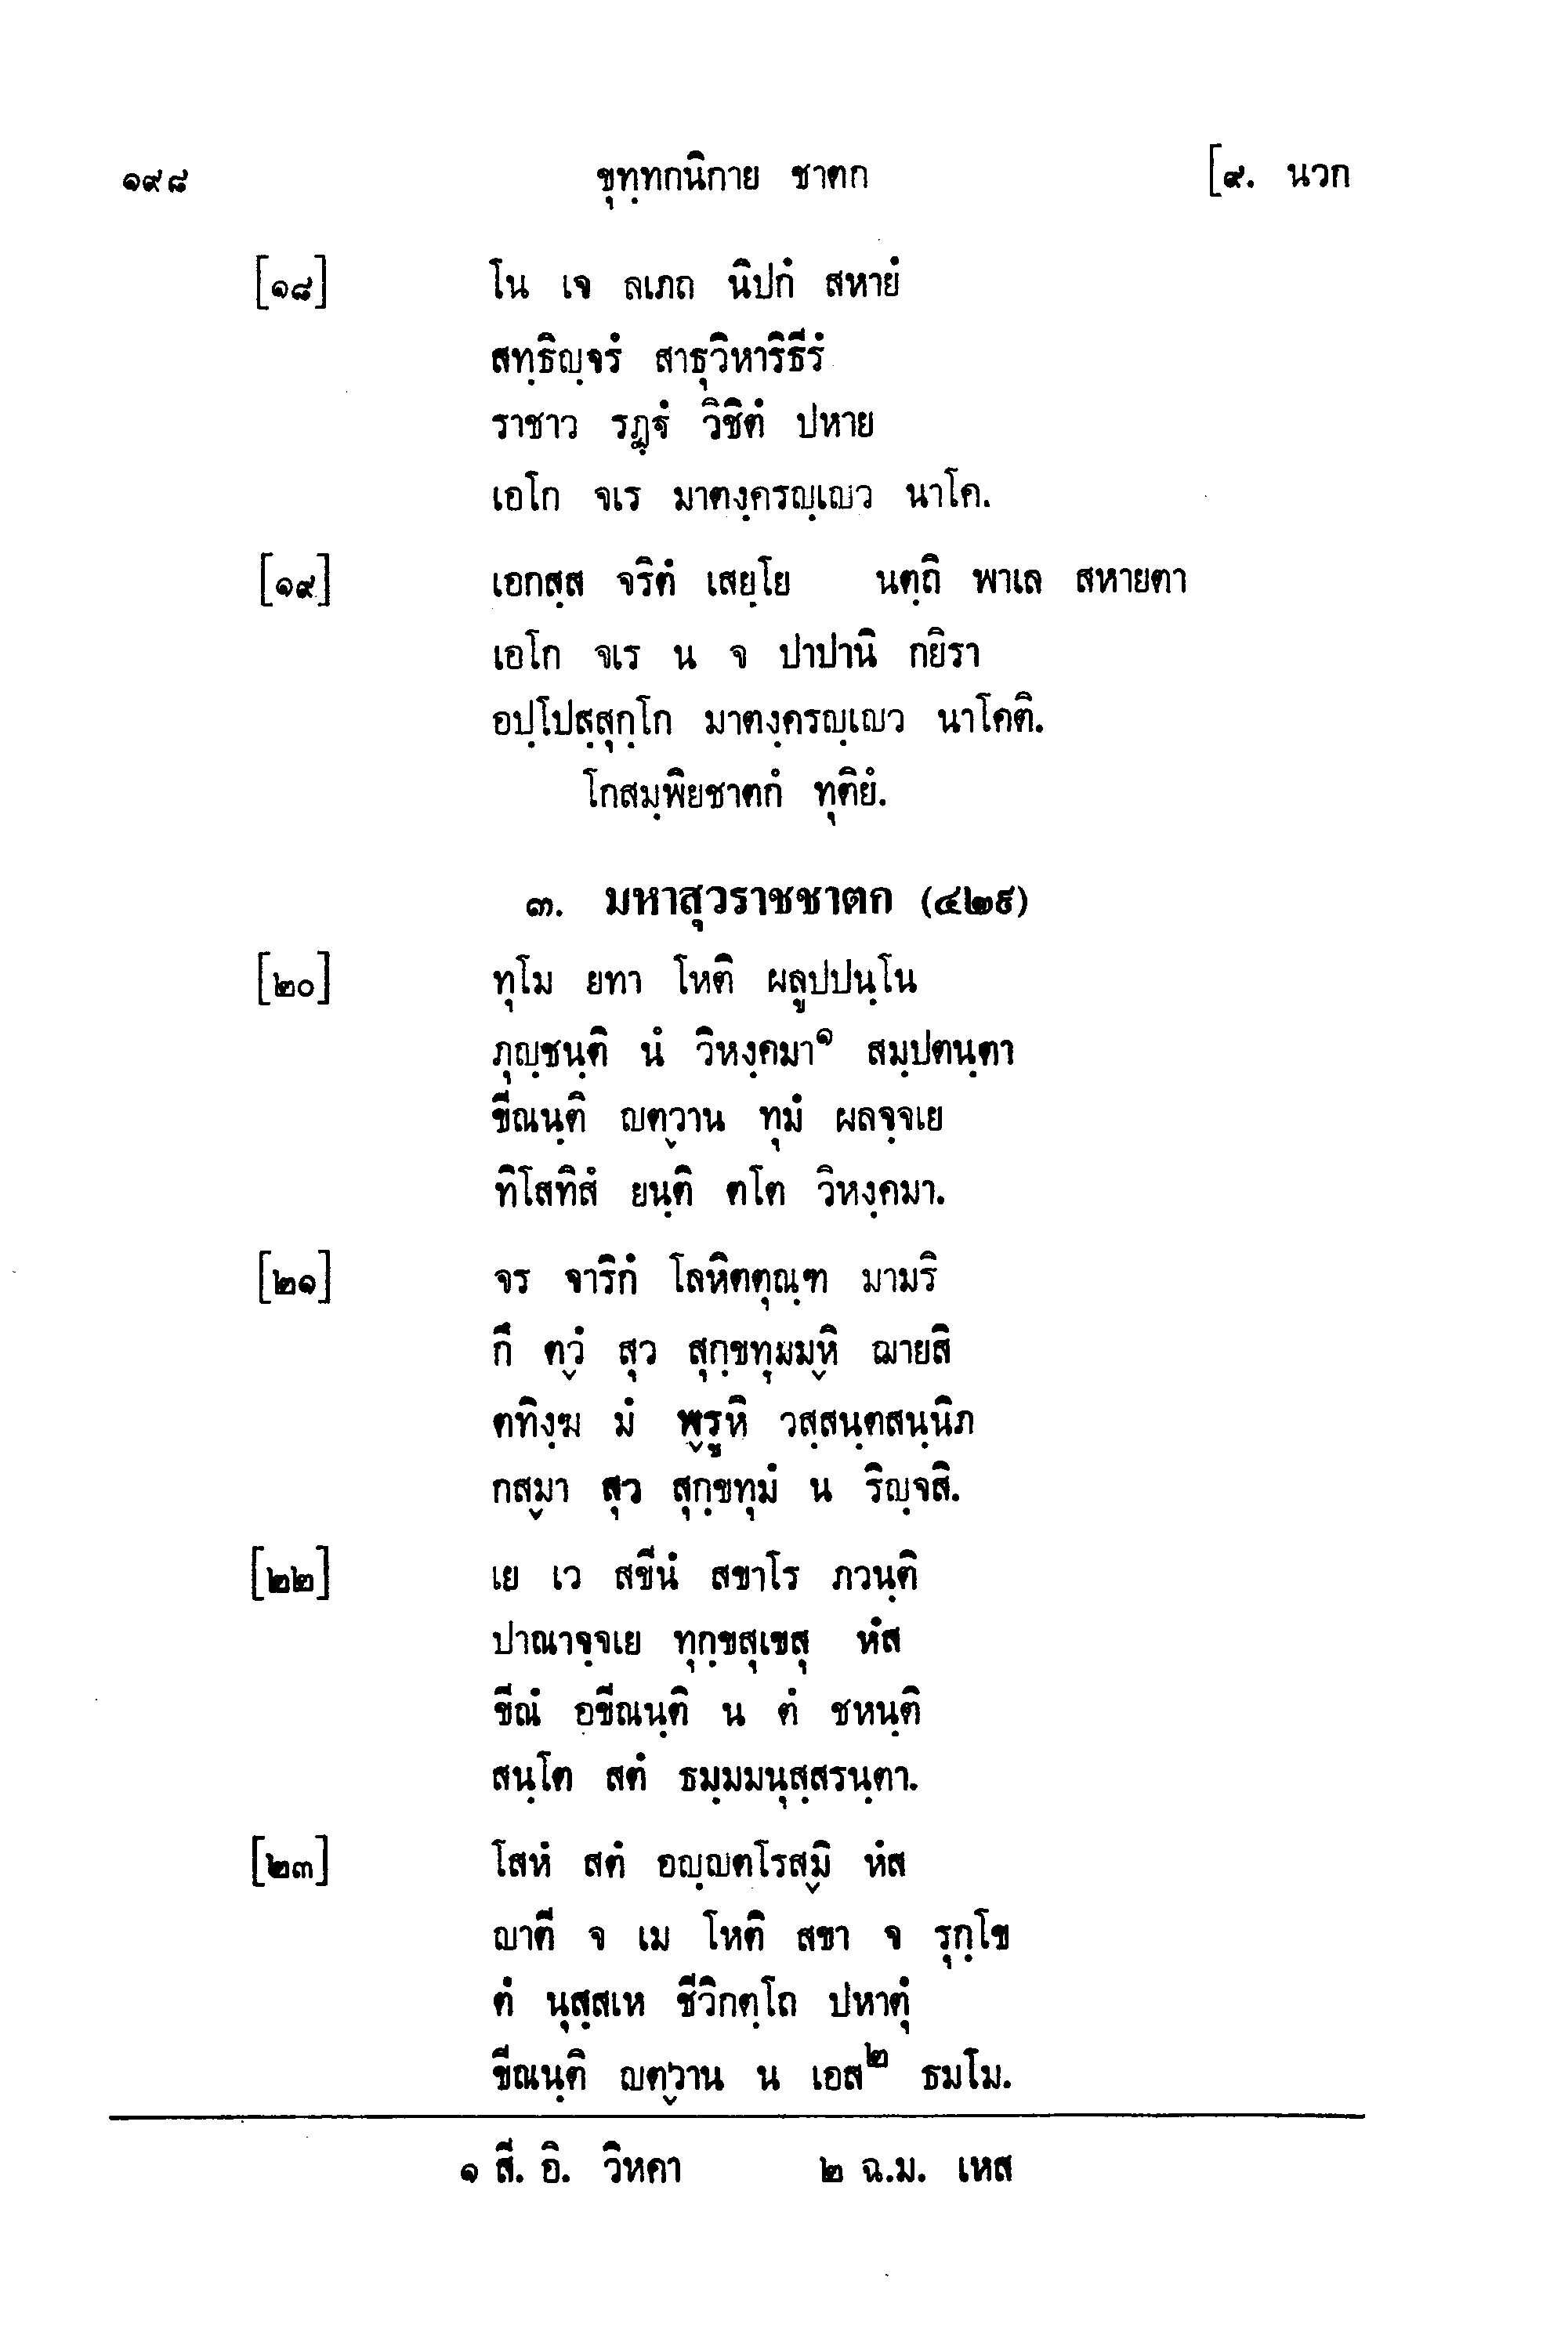 ๑๙๘ ขุทฺทกนิกาย ชาตก [๙. นวก
[๑๘] โน เจ ลเภถ นิปกํ สหายํ
สทฺธิญฺจรํ สาธุวิหาริธีรํ
ราชาว รฏฺฐํ วิชิตํ ปหาย
เอโก จเร มาตงฺครญฺเญว นาโค.
[๑๙] เอกสฺส จริตํ เสยฺโย นตฺถิ พาเล สหายตา
เอโก จเร น จ ปาปานิ กยิรา
อปฺโปสฺสุกฺโก มาตงฺครญฺเญว นาโคติ.
โกสมฺพิยชาตกํ ทุติยํ.
๓. มหาสุวราชชาตก (๔๒๙)
[๒๐] ทุโม ยทา โหติ ผลูปปนฺโน
ภุญฺชนฺติ นํ วิหงฺคมา๑ สมฺปตนฺตา
ขีณนฺติ ญตฺวาน ทุมํ ผลจฺจเย
ทิโสทิสํ ยนฺติ ตโต วิหงฺคมา.
[๒๑] จร จาริกํ โลหิตตุณฺฑ มามริ
กึ ตฺวํ สุว สุกฺขทุมมฺหิ ฌายสิ
ตทิงฺฆ มํ พฺรูหิ วสฺสนฺตสนฺนิภ
กสฺมา สุว สุกฺขทุมํ น ริญฺจสิ.
[๒๒] เย เว สขีนํ สขาโร ภวนฺติ
ปาณาจฺจเย ทุกฺขสุเขสุ หํส
ขีณํ อขีณนฺติ น ตํ ชหนฺติ
สนฺโต สตํ ธมฺมมนุสฺสรนฺตา.
[๒๓] โสหํ สตํ อญฺญตโรสฺมิ หํส
ญาตี จ เม โหติ สขา จ รุกฺโข
ตํ นุสฺสเห ชีวิกตฺโถ ปหาตุํ
ขีณนฺติ ญตฺวาน น เอส๒ ธมโม.
๑ สี. อิ. วิหคา ๒ ฉ.ม. เหส